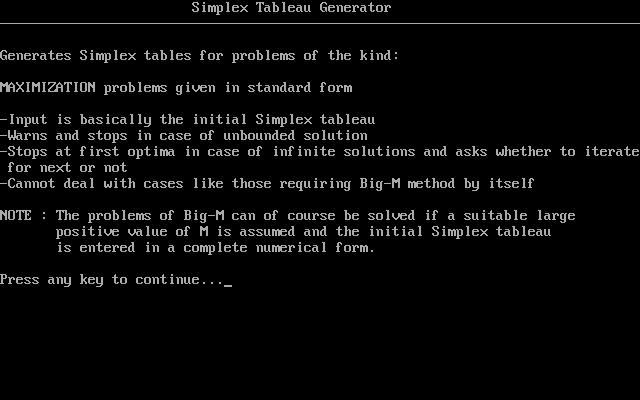 Simplex Tableau Generator
Generates Simplex tables for problems of the kind:
MAXIMIZATION problems given in standard form
-Input is basically the initial Simplex tableau
-Warns and stops in case of unbounded solution
-Stops at first optima in case of infinite solutions and asks whether to iterate
for next or not
-Cannot deal with cases like those requiring Big-M method by itself
NOTE : The problems of Big-M can of course be solved if a suitable large
positive value of M is assumed and the initial Simplex tableau
is entered in a complete numerical form.
Press any key to continue..._